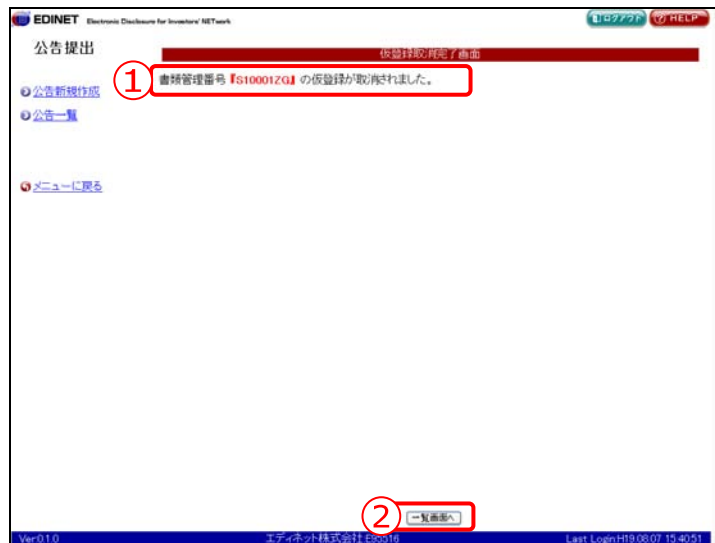 EDINET Electronic Disclosure for Investors' NETwork
ログアウト
HELP
公告提出
仮登録取消完了画面
① 書類管理番号『S10001ZG』の仮登録が取消されました。
公告新規作成
公告一覧
メニューに戻る
② 一覧画面へ
Ver.0.1.0 エディネット株式会社 E95516 Last Login:H19.08.07 15:40:51